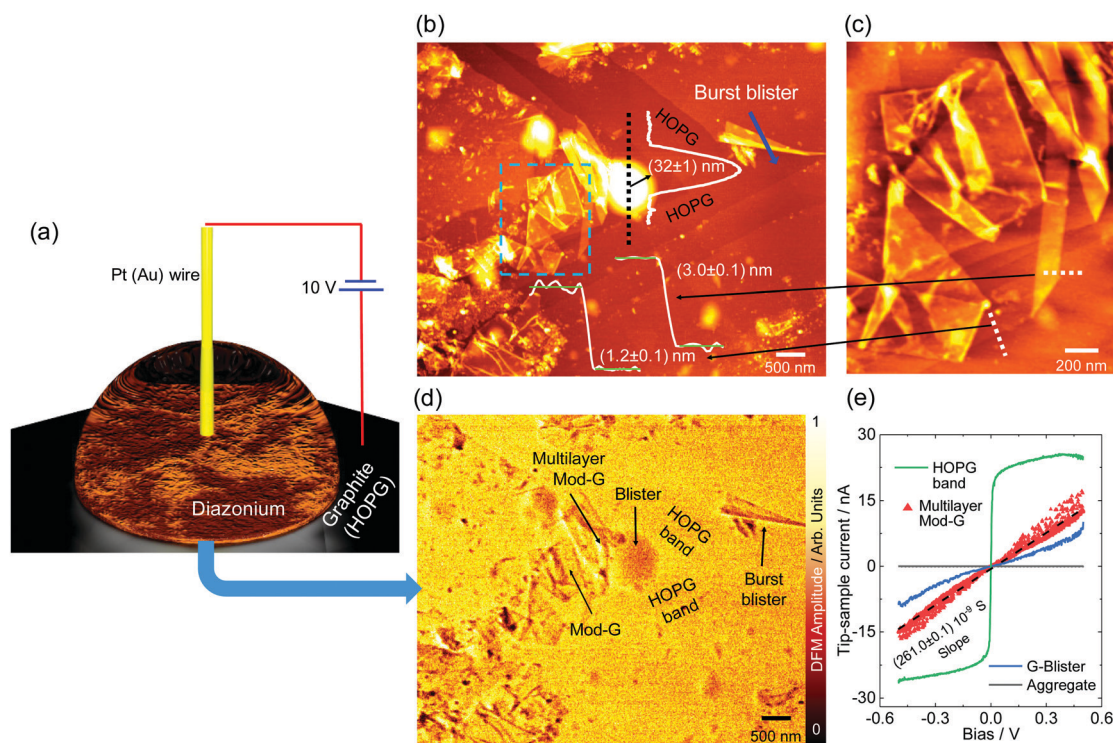 (a)
Pt (Au) wire
10 V
Diazonium
Graphite
(HOPG)
(b)
Burst blister
HOPG
(32±1) nm
HOPG
(3.0±0.1) nm
(1.2±0.1) nm
500 nm
(c)
200 nm
(d)
Multilayer
Mod-G
Blister
HOPG
band
HOPG
band
Mod-G
Burst
blister
500 nm
1
DFM Amplitude / Arb. Units
0
(e)
30
15
0
-15
-30
Tip-sample current / nA
HOPG
band
Multilayer
Mod-G
(261.0±0.1) 10⁻⁹ S
Slope
G-Blister
Aggregate
-0.6
-0.3
0.0
0.3
0.6
Bias / V